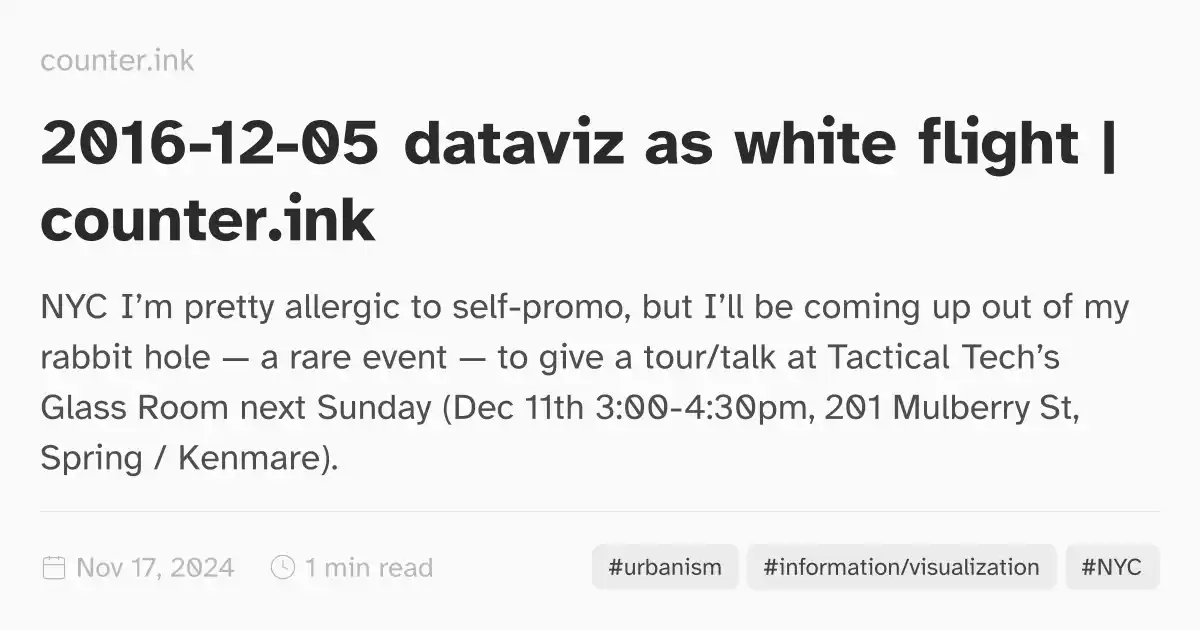 counter.ink
2016-12-05 dataviz as white flight |
counter.ink
NYC I’m pretty allergic to self-promo, but I’ll be coming up out of my
rabbit hole — a rare event — to give a tour/talk at Tactical Tech’s
Glass Room next Sunday (Dec 11th 3:00-4:30pm, 201 Mulberry St,
Spring / Kenmare).
Nov 17, 2024 1 min read #urbanism #information/visualization #NYC